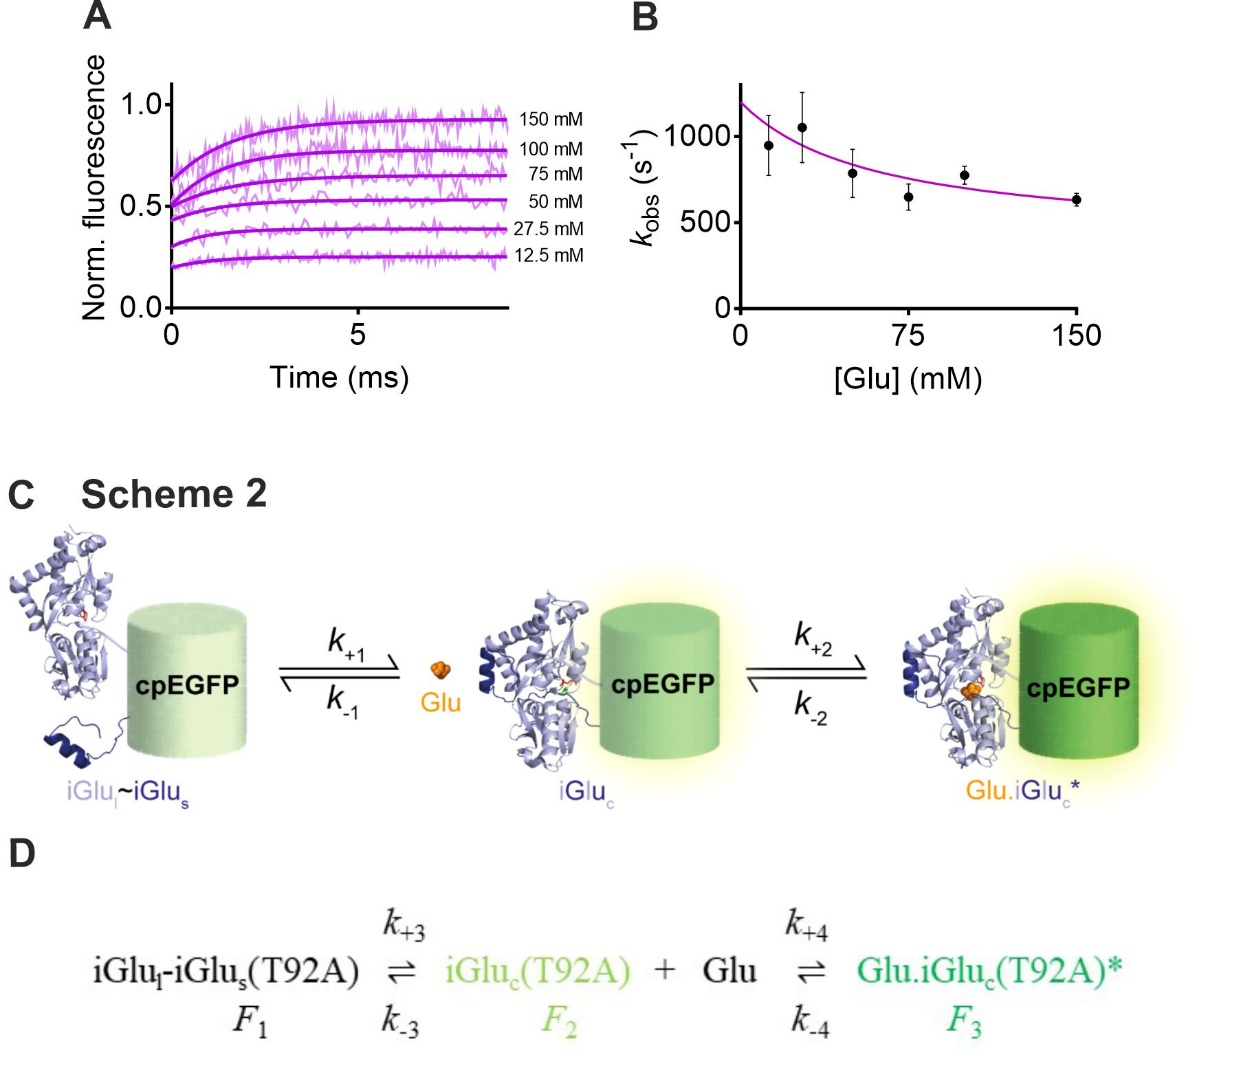 A
B
Norm. fluorescence
1.0
0.5
0.0
0
5
Time (ms)
150 mM
100 mM
75 mM
50 mM
27.5 mM
12.5 mM
kobs (s-1)
1000
500
0
0
75
150
[Glu] (mM)
C Scheme 2
cpEGFP
iGlul~iGlus
k+1
k-1
Glu
cpEGFP
iGluc
k+2
k-2
cpEGFP
Glu.iGluc*
D
k+3
k+4
iGlul-iGlus(T92A) ⇌ iGluc(T92A) + Glu ⇌ Glu.iGluc(T92A)*
F1
k-3
F2
k-4
F3